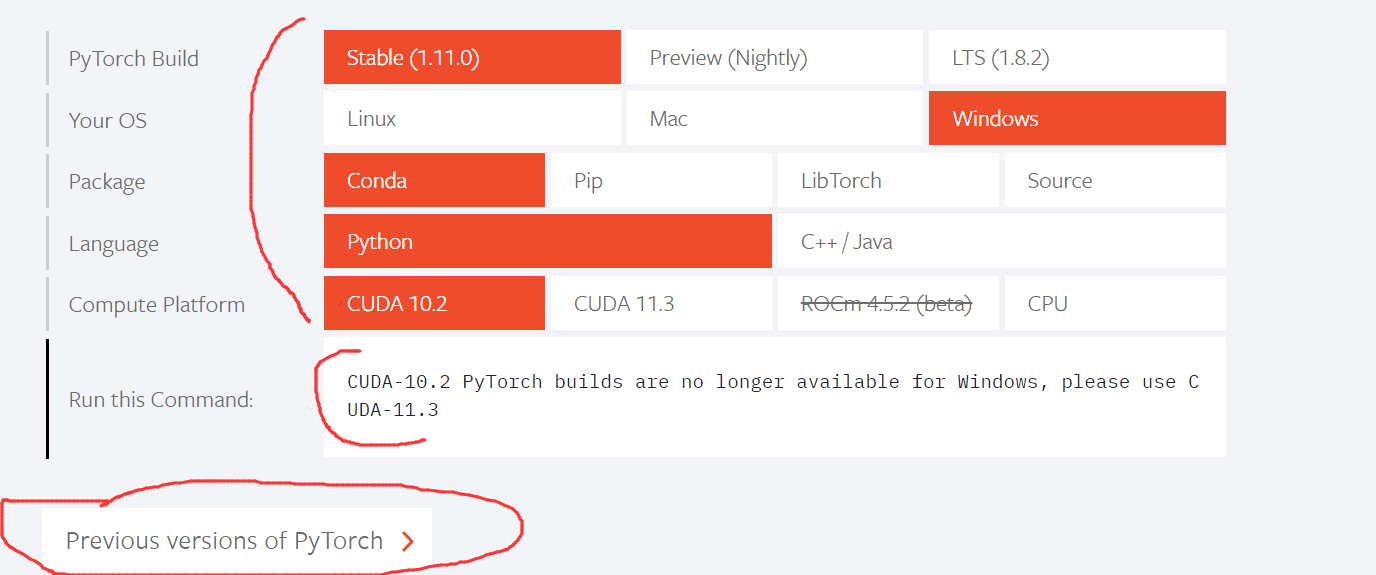 PyTorch Build Stable (1.11.0) Preview (Nightly) LTS (1.8.2)
Your OS Linux Mac Windows
Package Conda Pip LibTorch Source
Language Python C++ / Java
Compute Platform CUDA 10.2 CUDA 11.3 ROCm 4.5.2 (beta) CPU
Run this Command: CUDA-10.2 PyTorch builds are no longer available for Windows, please use C
UDA-11.3
Previous versions of PyTorch